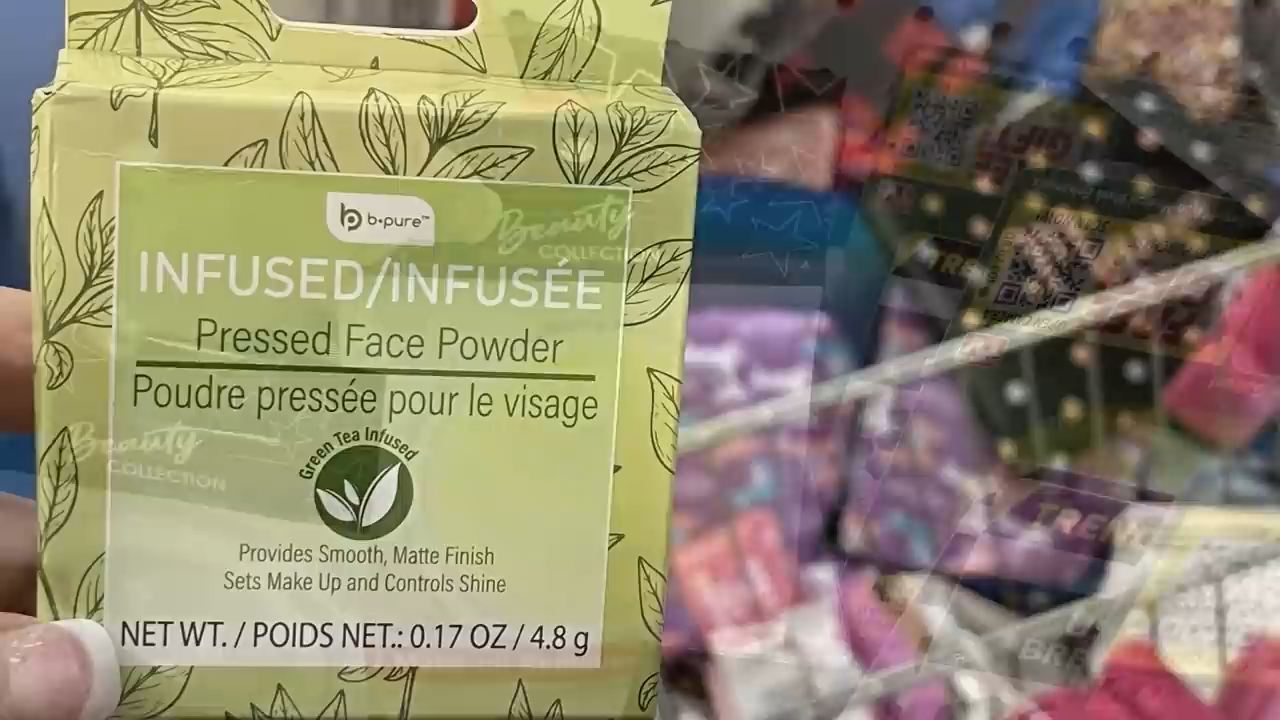 b•pure™
Beauty
COLLECTION
INFUSED/INFUSÉE
Pressed Face Powder
Poudre pressée pour le visage
Green Tea Infused
Beauty
COLLECTION
Provides Smooth, Matte Finish
Sets Make Up and Controls Shine
NET WT. / POIDS NET.: 0.17 OZ / 4.8 g